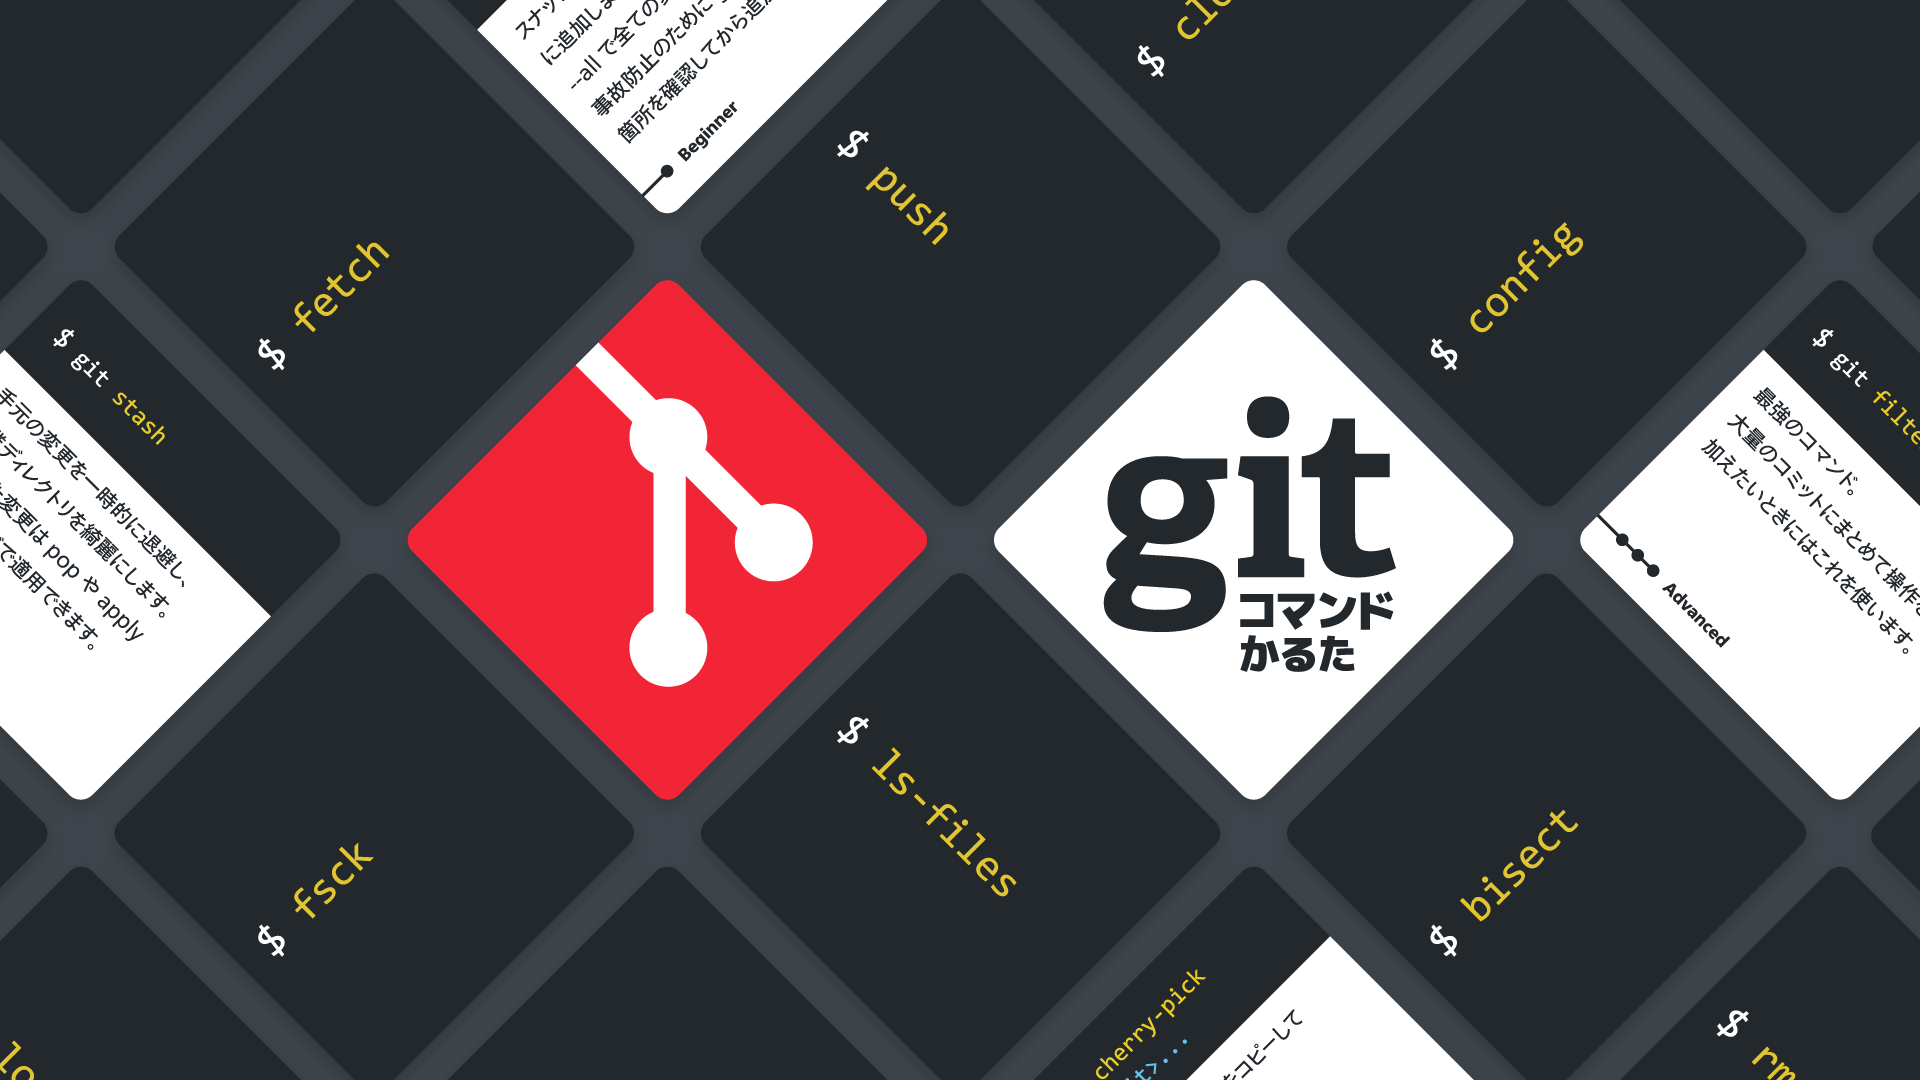 に追加しま
--all で全ての
事故防止のために
箇所を確認してから追
Beginner
$ clo
$ fetch
$ push
$ config
$ git stash
手元の変更を一時的に退避し、
ディレクトリを綺麗にします。
変更は pop や apply
で適用できます。
git
コマンド
かるた
$ git filte
最強のコマンド。
大量のコミットにまとめて操作を
加えたいときにはこれを使います。
Advanced
$ fsck
$ ls-files
$ bisect
cherry-pick
t>...
コピーして
lo
$ rm